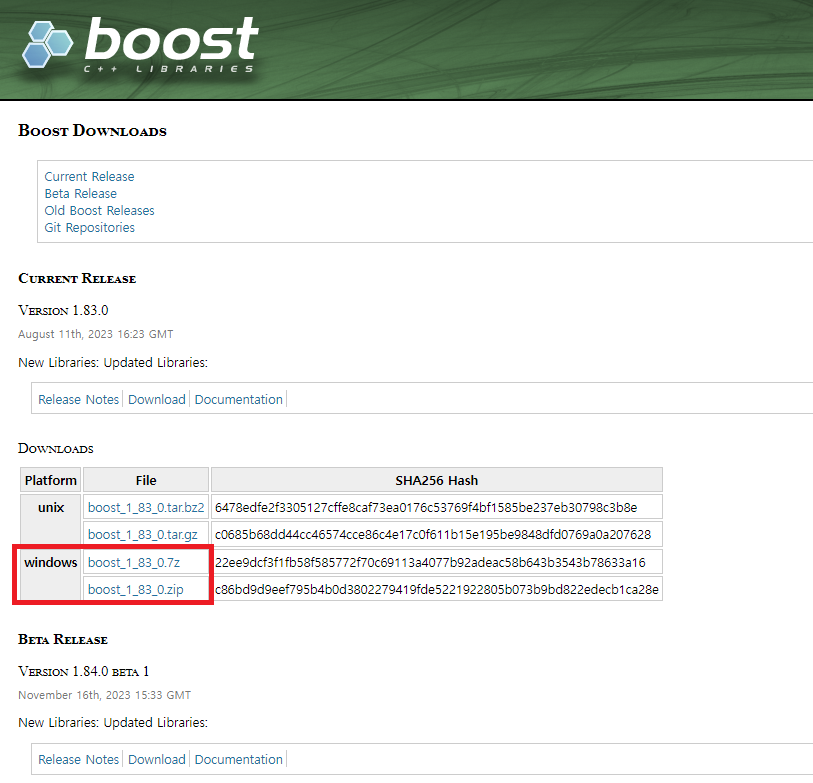 boost
C++ LIBRARIES
Boost Downloads
Current Release
Beta Release
Old Boost Releases
Git Repositories
Current Release
Version 1.83.0
August 11th, 2023 16:23 GMT
New Libraries: Updated Libraries:
Release Notes Download Documentation
Downloads
Platform File SHA256 Hash
unix boost_1_83_0.tar.bz2 6478edfe2f3305127cffe8caf73ea0176c53769f4bf1585be237eb30798c3b8e
boost_1_83_0.tar.gz c0685b68dd44cc46574cce86c4e17c0f611b15e195be9848dfd0769a0a207628
windows boost_1_83_0.7z 22ee9dcf3f1fb58f585772f70c69113a4077b92adeac58b643b3543b78633a16
boost_1_83_0.zip c86bd9d9eef795b4b0d3802279419fde5221922805b073b9bd822edecb1ca28e
Beta Release
Version 1.84.0 beta 1
November 16th, 2023 15:33 GMT
New Libraries: Updated Libraries:
Release Notes Download Documentation